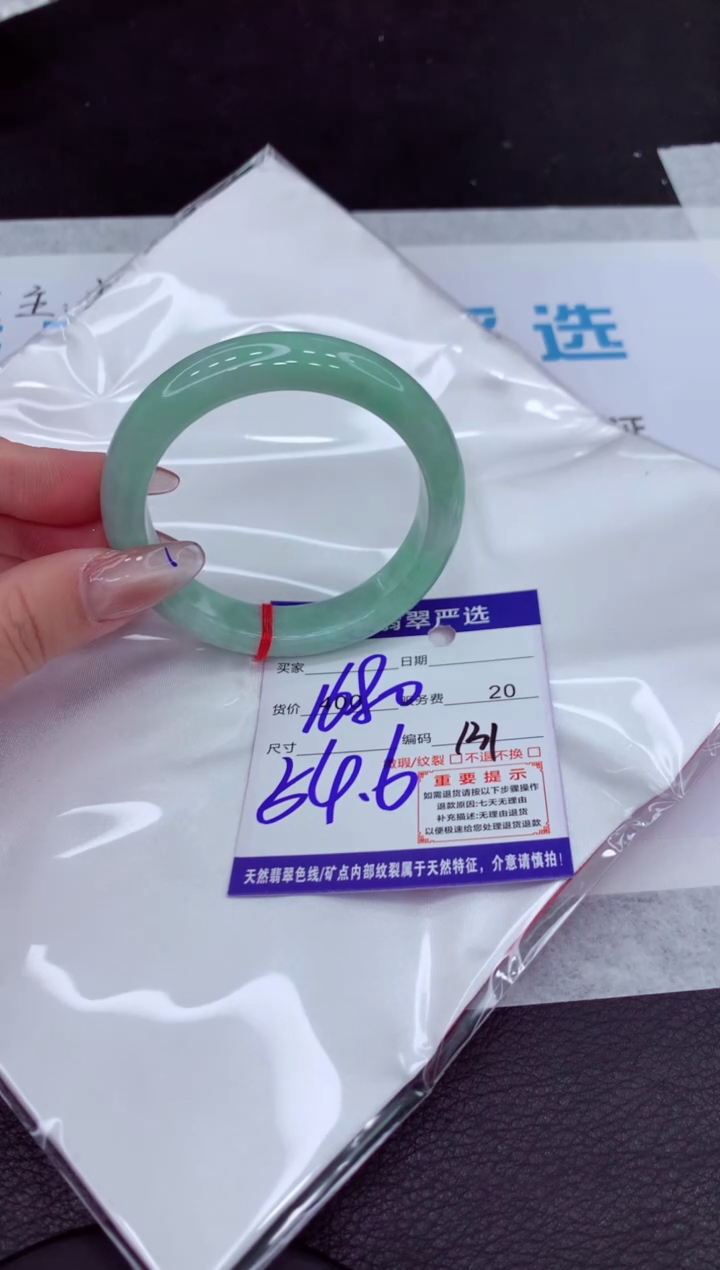 主
选
证
翡翠严选
买家 日期
货价 400 服务费 20
1680
尺寸 编码 131
54.6
微瑕/纹裂 □不退不换 □
重要提示
如需退货请按以下步骤操作
退款原因:七天无理由
补充描述:无理由退货
以便极速给您处理退货退款
天然翡翠色线/矿点内部纹裂属于天然特征，介意请慎拍!